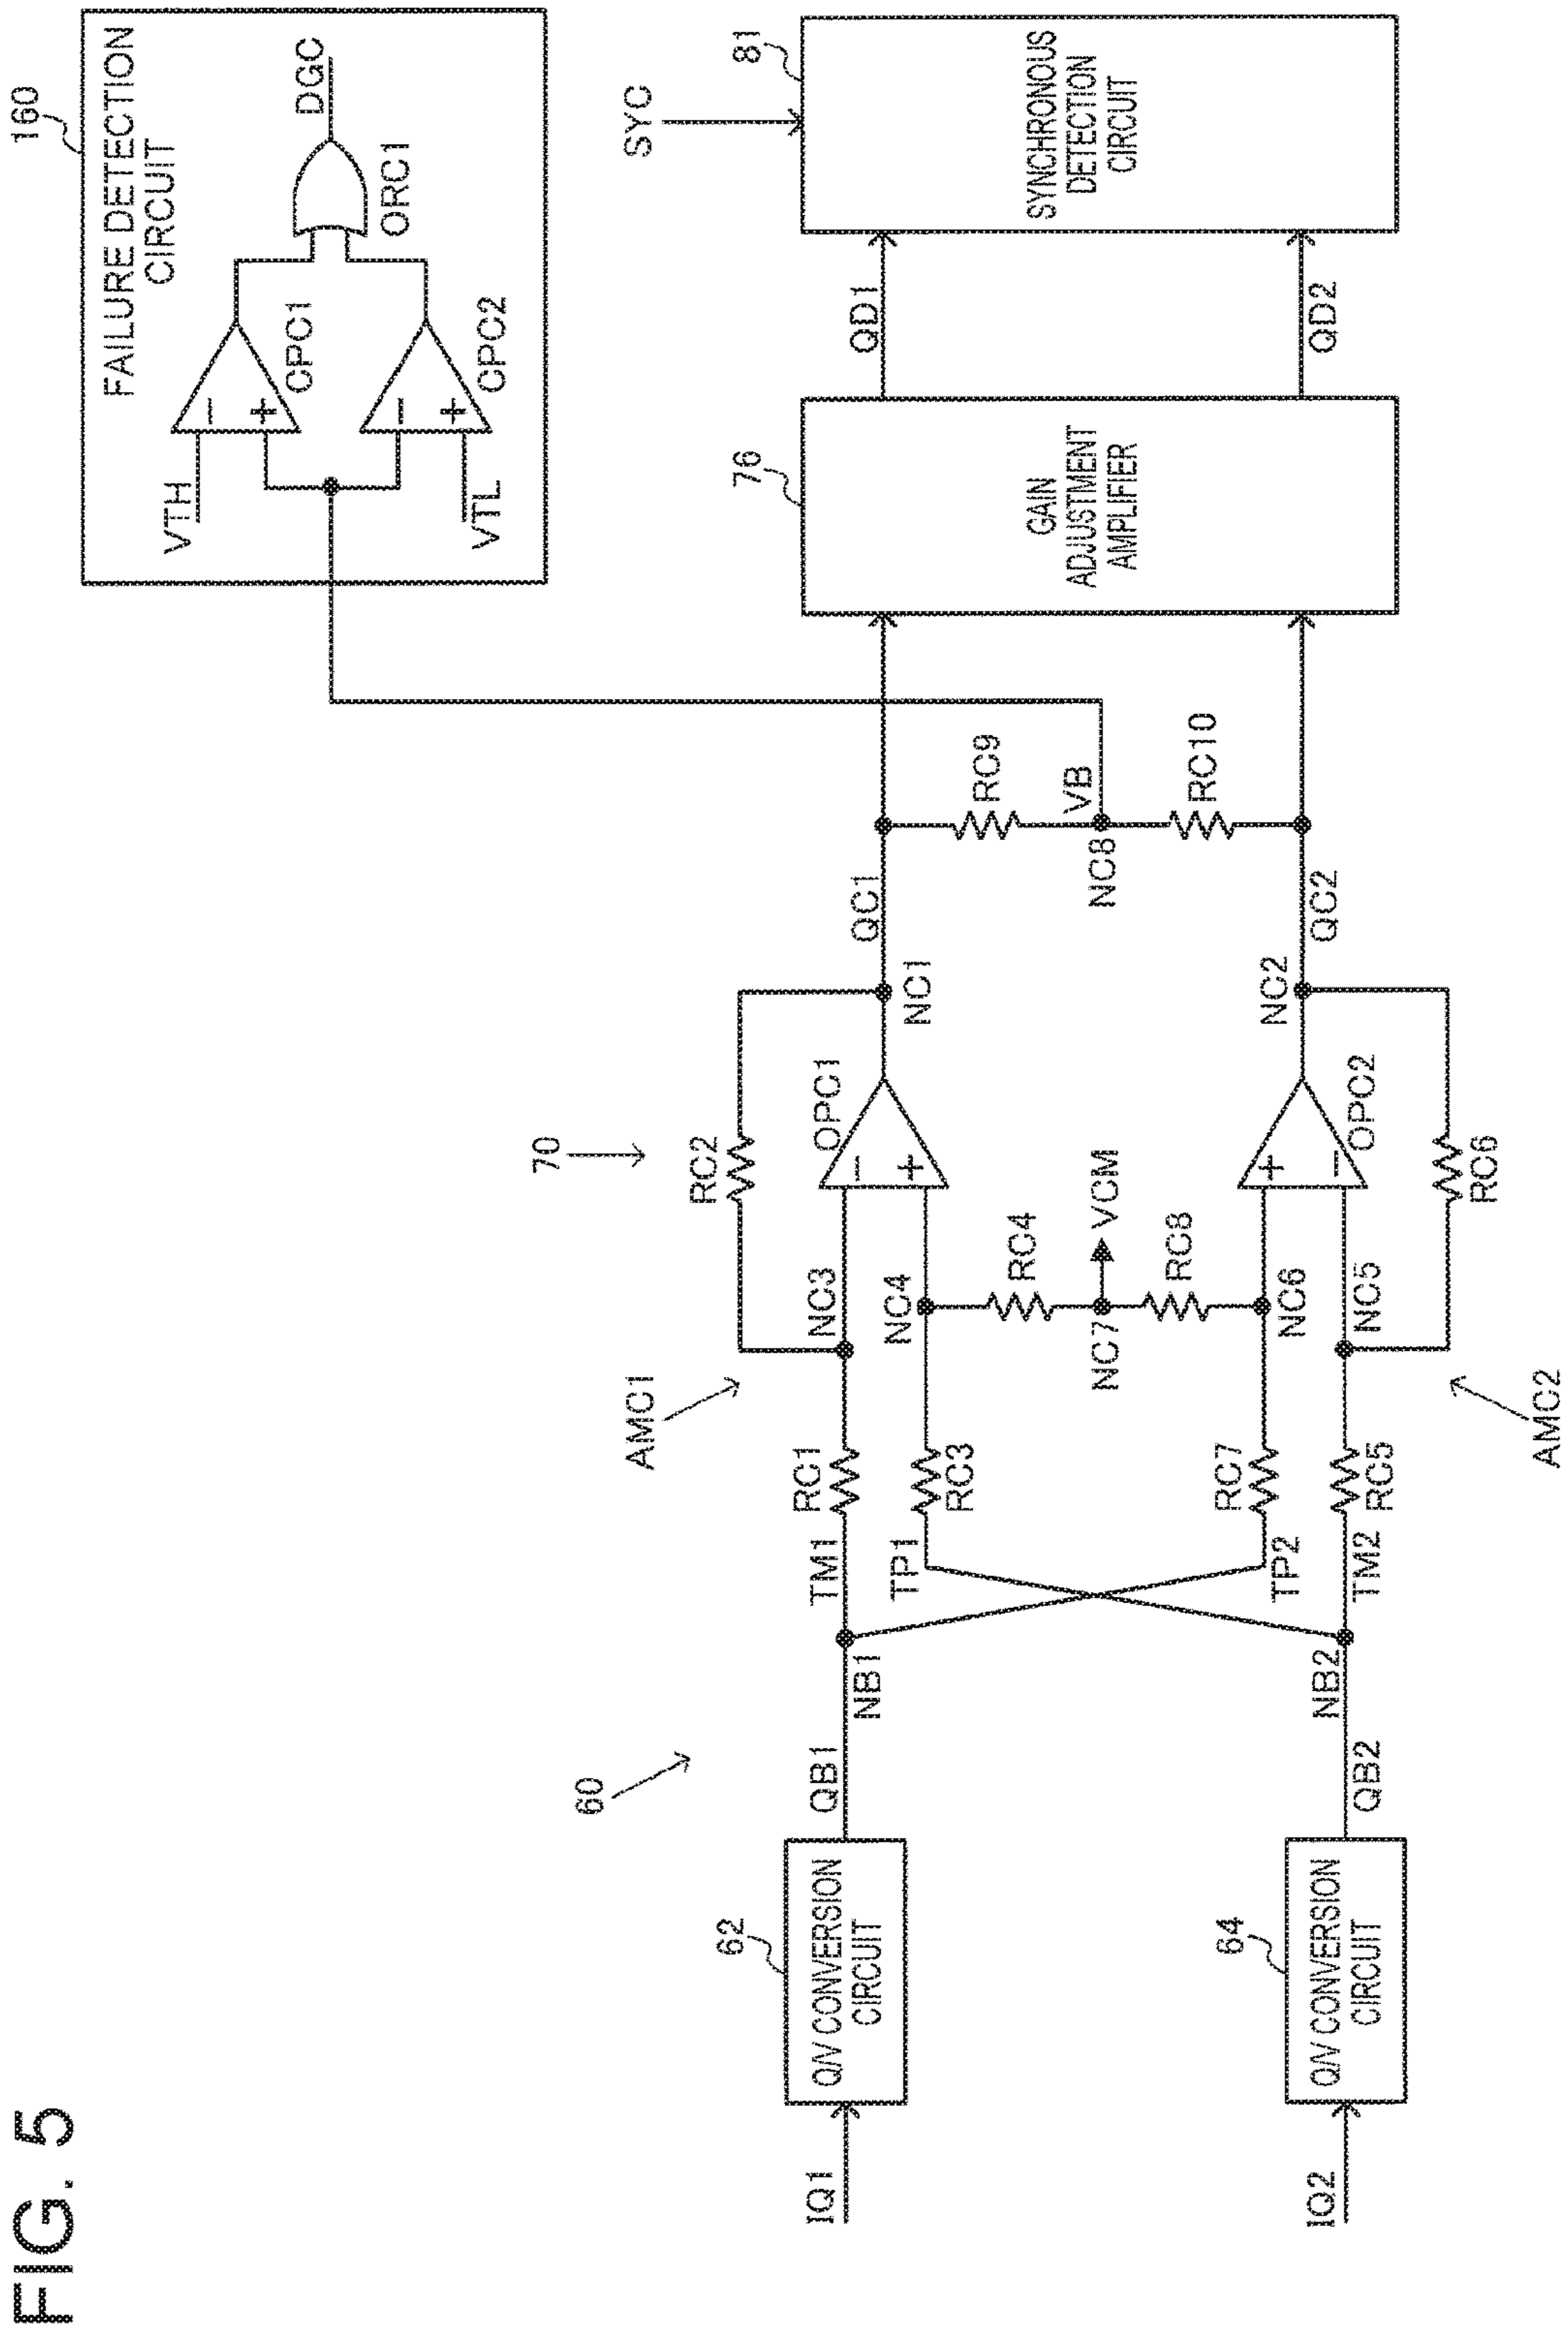 FIG. 5
160
FAILURE DETECTION
CIRCUIT
VTH
VTL
−
+
CPC1
−
+
CPC2
ORC1
DGC
70
60
AMC1
AMC2
IQ1
62
Q/V CONVERSION
CIRCUIT
QB1
NB1
TM1
RC1
NC3
RC2
−
+
OPC1
NC1
QC1
TP1
RC3
NC4
RC4
NC7
VCM
RC8
RC9
VB
NC8
RC10
TP2
RC7
NC6
IQ2
64
Q/V CONVERSION
CIRCUIT
QB2
NB2
TM2
RC5
NC5
RC6
+
−
OPC2
NC2
QC2
76
GAIN
ADJUSTMENT
AMPLIFIER
QD1
QD2
SYC
81
SYNCHRONOUS
DETECTION
CIRCUIT